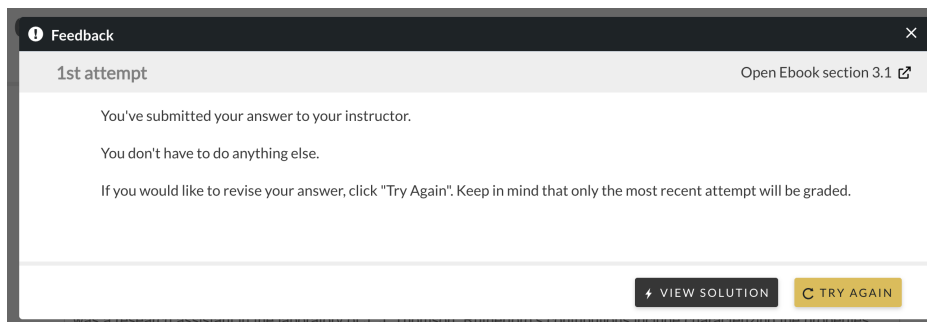 Feedback
1st attempt
Open Ebook section 3.1
You've submitted your answer to your instructor.
You don't have to do anything else.
If you would like to revise your answer, click "Try Again". Keep in mind that only the most recent attempt will be graded.
VIEW SOLUTION
TRY AGAIN